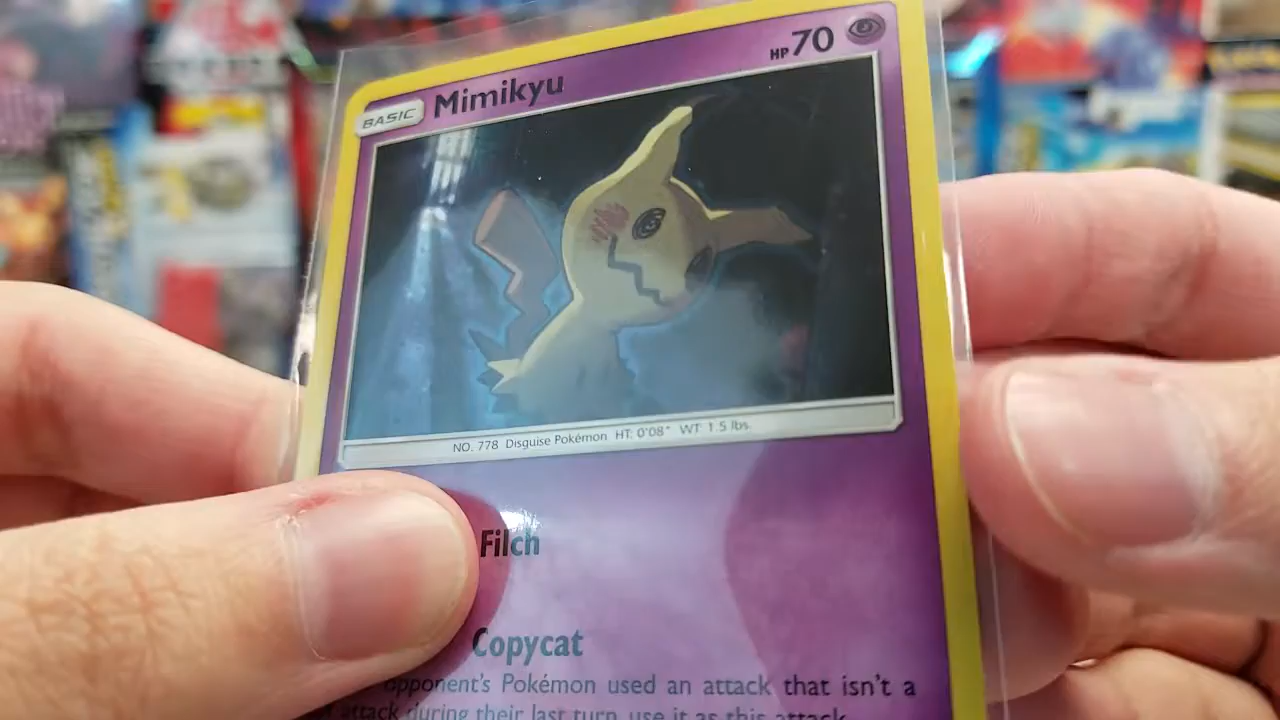 BASIC Mimikyu HP 70
NO. 778 Disguise Pokémon HT: 0'08" WT: 1.5 lbs.
Filch
Copycat
opponent's Pokémon used an attack that isn't a
attack during their last turn, use it as this attack.